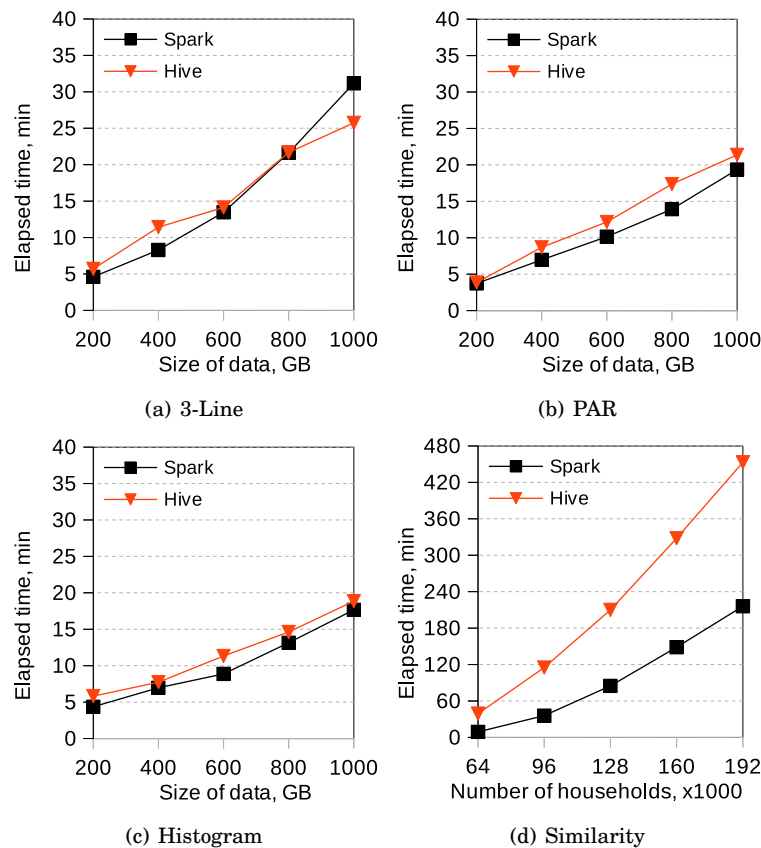 40
35
30
25
20
15
10
5
0
Elapsed time, min
Spark
Hive
200 400 600 800 1000
Size of data, GB
(a) 3-Line
40
35
30
25
20
15
10
5
0
Elapsed time, min
Spark
Hive
200 400 600 800 1000
Size of data, GB
(b) PAR
40
35
30
25
20
15
10
5
0
Elapsed time, min
Spark
Hive
200 400 600 800 1000
Size of data, GB
(c) Histogram
480
420
360
300
240
180
120
60
0
Elapsed time, min
Spark
Hive
64 96 128 160 192
Number of households, x1000
(d) Similarity